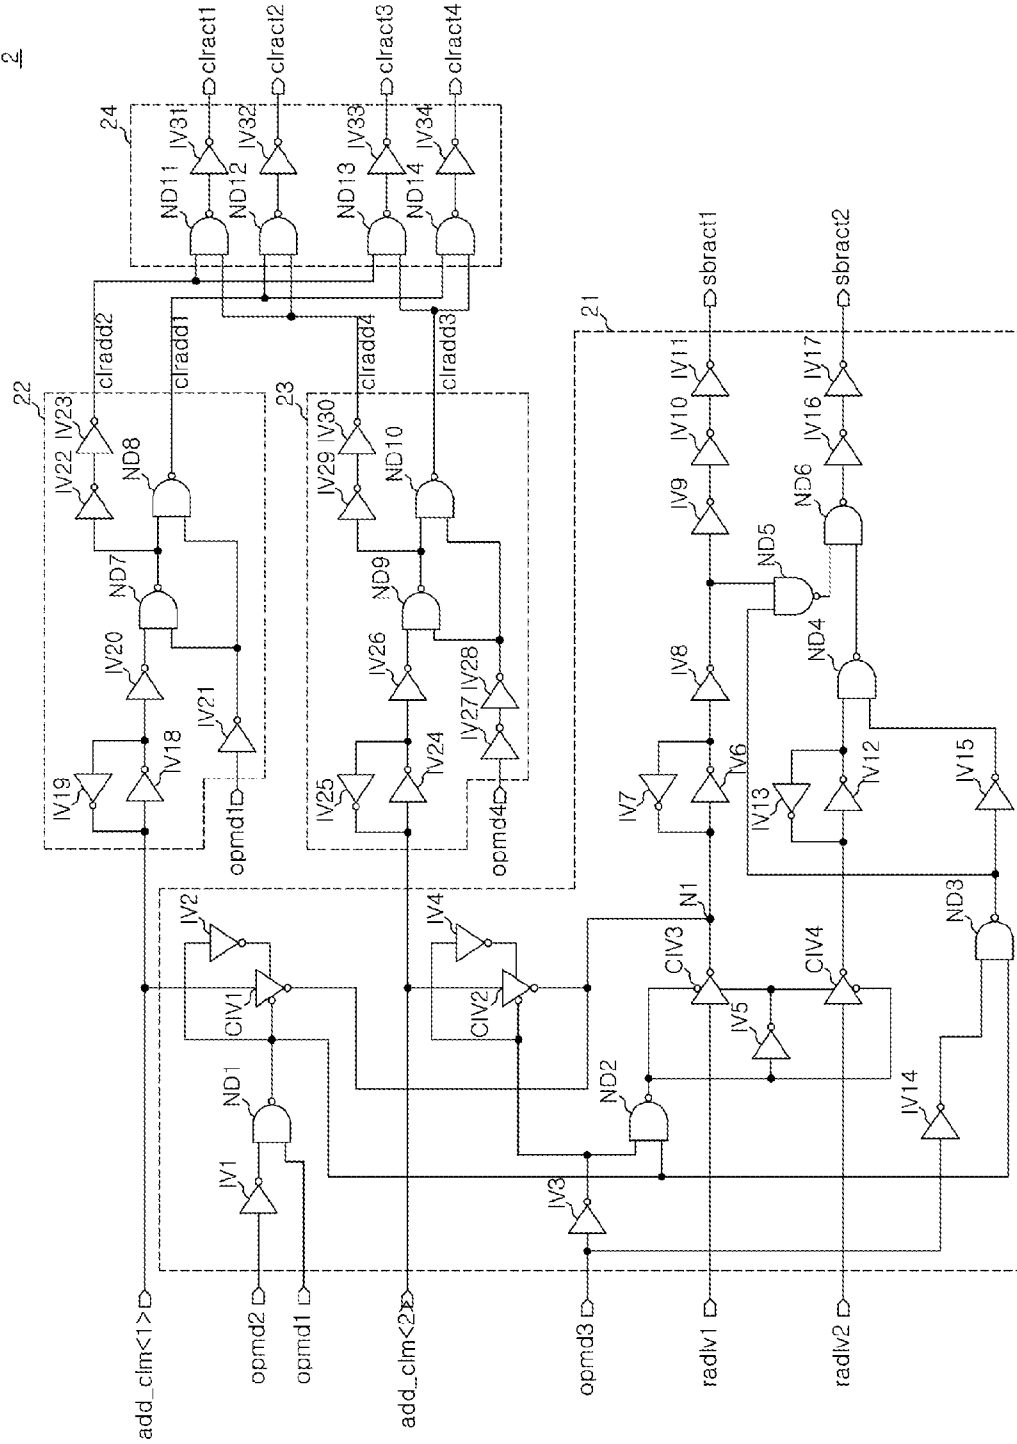 2
24
clract1
IV31
ND11
clract2
IV32
ND12
clract3
IV33
ND13
clract4
IV34
ND14
22
clradd2
clradd1
IV23
IV22
ND8
ND7
IV20
IV21
IV19
IV18
opmd1
23
clradd4
clradd3
IV30
IV29
ND10
ND9
IV26
IV28
IV27
IV25
IV24
opmd4
21
sbract1
IV11
IV10
IV9
IV8
IV7
IV6
sbract2
IV17
IV16
ND6
ND5
ND4
IV13
IV12
IV15
ND3
N1
CIV3
CIV4
IV5
ND2
IV14
IV2
CIV1
ND1
IV1
IV4
CIV2
IV3
add_clm<1>
opmd2
opmd1
add_clm<2>
opmd3
radlv1
radlv2